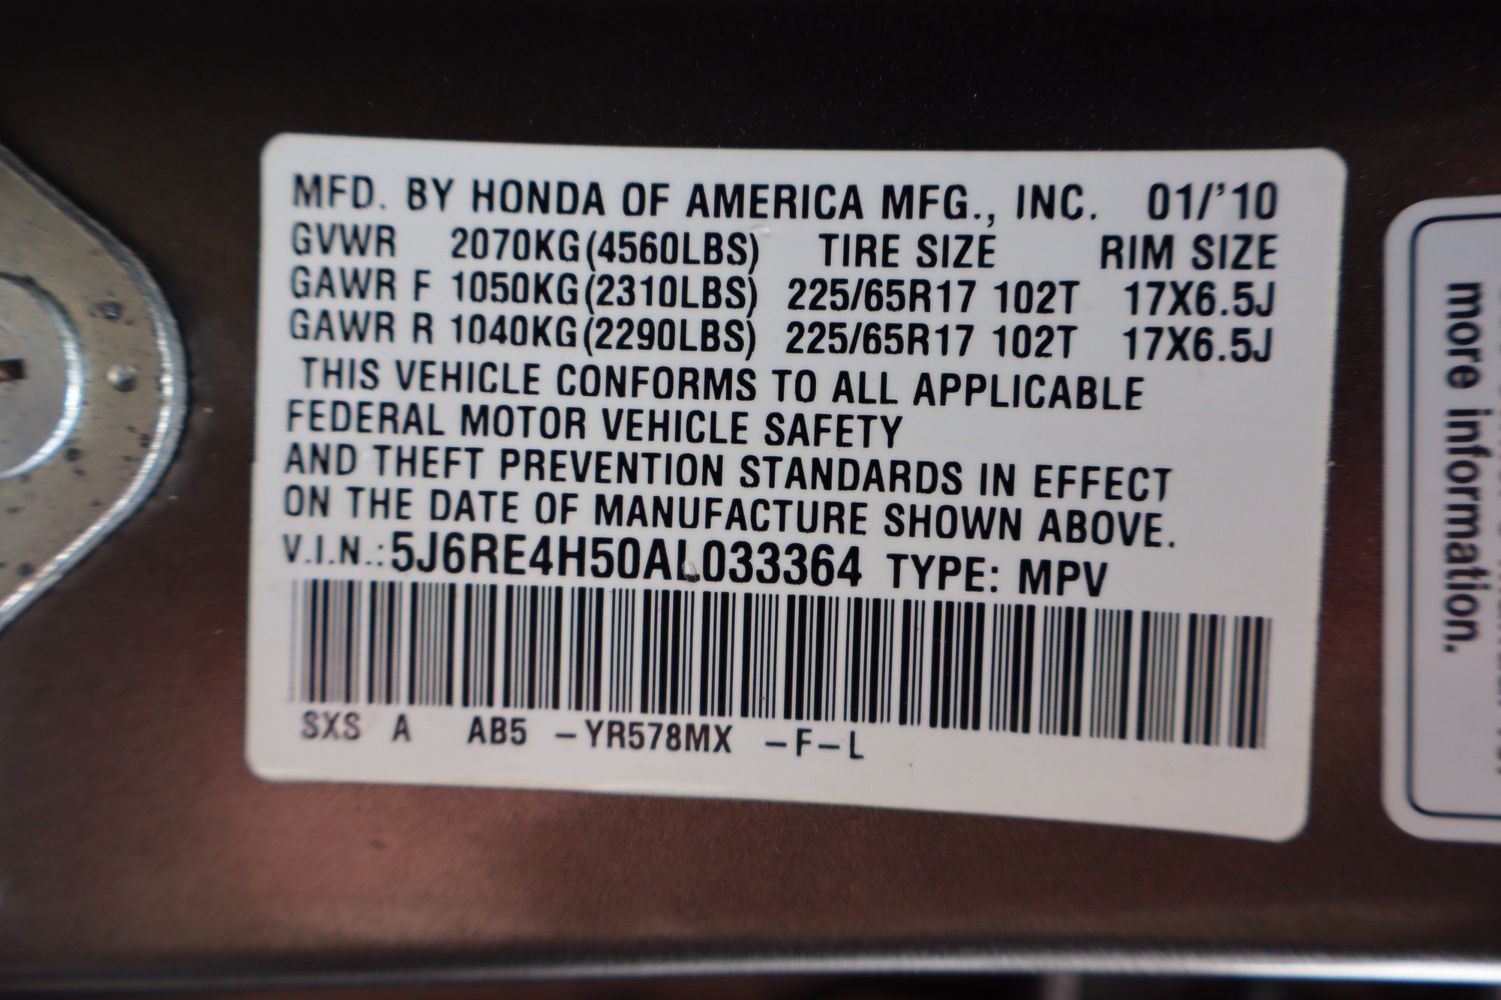 MFD. BY HONDA OF AMERICA MFG., INC. 01/'10
GVWR 2070KG(4560LBS) TIRE SIZE RIM SIZE
GAWR F 1050KG(2310LBS) 225/65R17 102T 17X6.5J
GAWR R 1040KG(2290LBS) 225/65R17 102T 17X6.5J
THIS VEHICLE CONFORMS TO ALL APPLICABLE
FEDERAL MOTOR VEHICLE SAFETY
AND THEFT PREVENTION STANDARDS IN EFFECT
ON THE DATE OF MANUFACTURE SHOWN ABOVE.
V.I.N.:5J6RE4H50AL033364 TYPE: MPV
SXS A AB5 –YR578MX –F–L
more information.